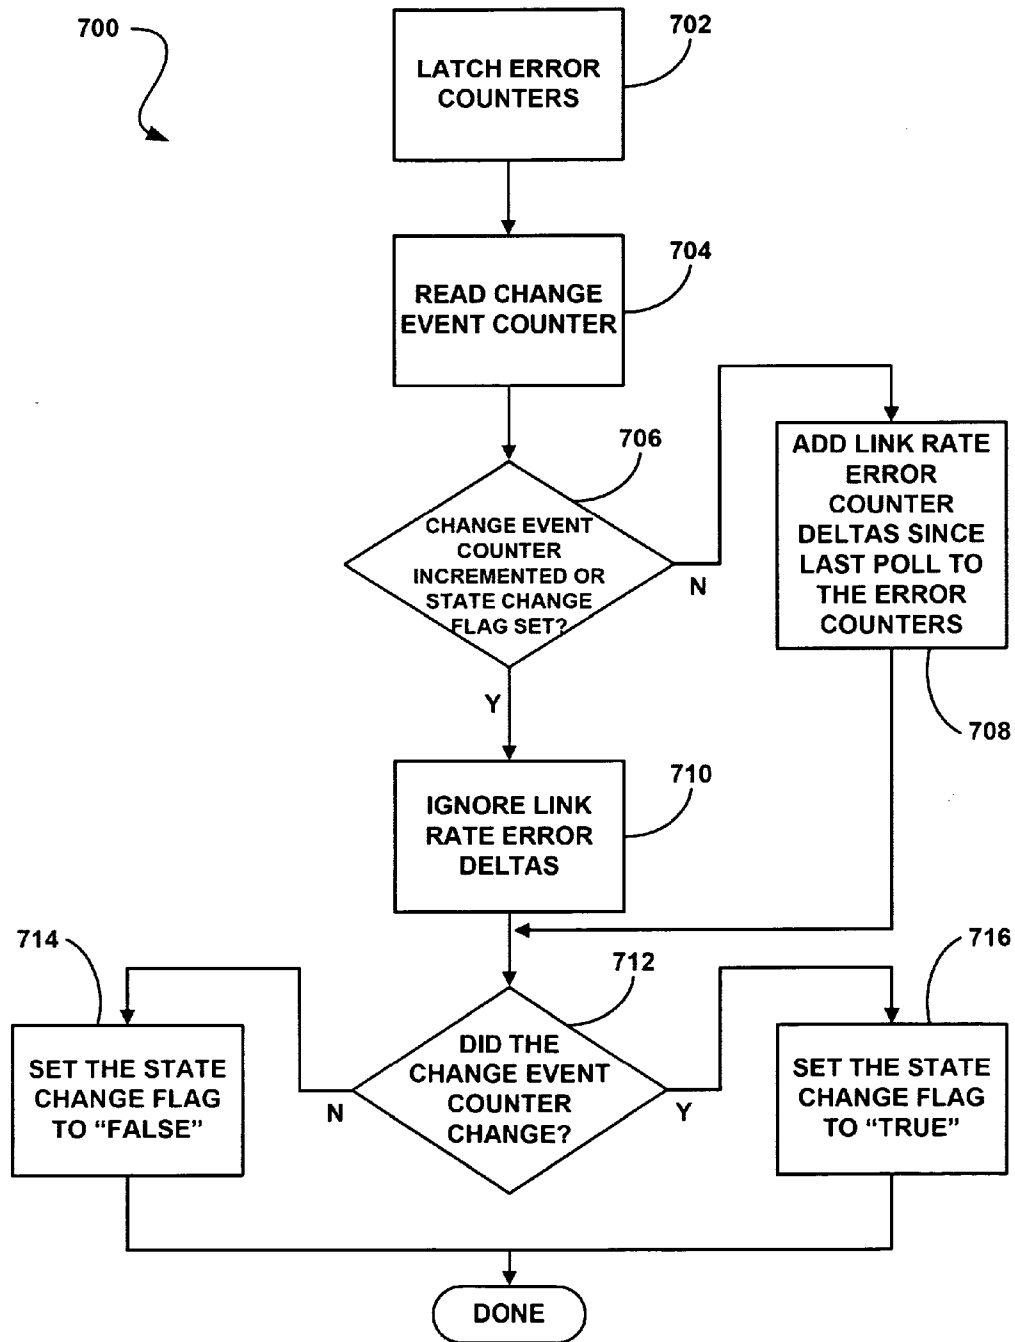 700
702
LATCH ERROR
COUNTERS
704
READ CHANGE
EVENT COUNTER
706
CHANGE EVENT
COUNTER
INCREMENTED OR
STATE CHANGE
FLAG SET?
N
Y
ADD LINK RATE
ERROR
COUNTER
DELTAS SINCE
LAST POLL TO
THE ERROR
COUNTERS
708
710
IGNORE LINK
RATE ERROR
DELTAS
714
712
716
SET THE STATE
CHANGE FLAG
TO “FALSE”
N
DID THE
CHANGE EVENT
COUNTER
CHANGE?
Y
SET THE STATE
CHANGE FLAG
TO “TRUE”
DONE